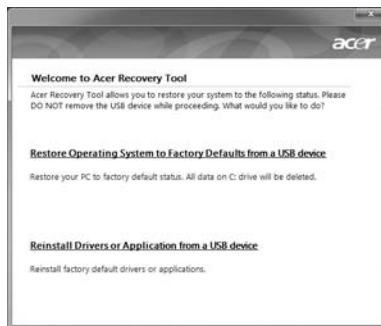 acer
Welcome to Acer Recovery Tool
Acer Recovery Tool allows you to restore your system to the following status. Please
DO NOT remove the USB device while proceeding. What would you like to do?
Restore Operating System to Factory Defaults from a USB device
Restore your PC to factory default status. All data on C: drive will be deleted.
Reinstall Drivers or Application from a USB device
Reinstall factory default drivers or applications.